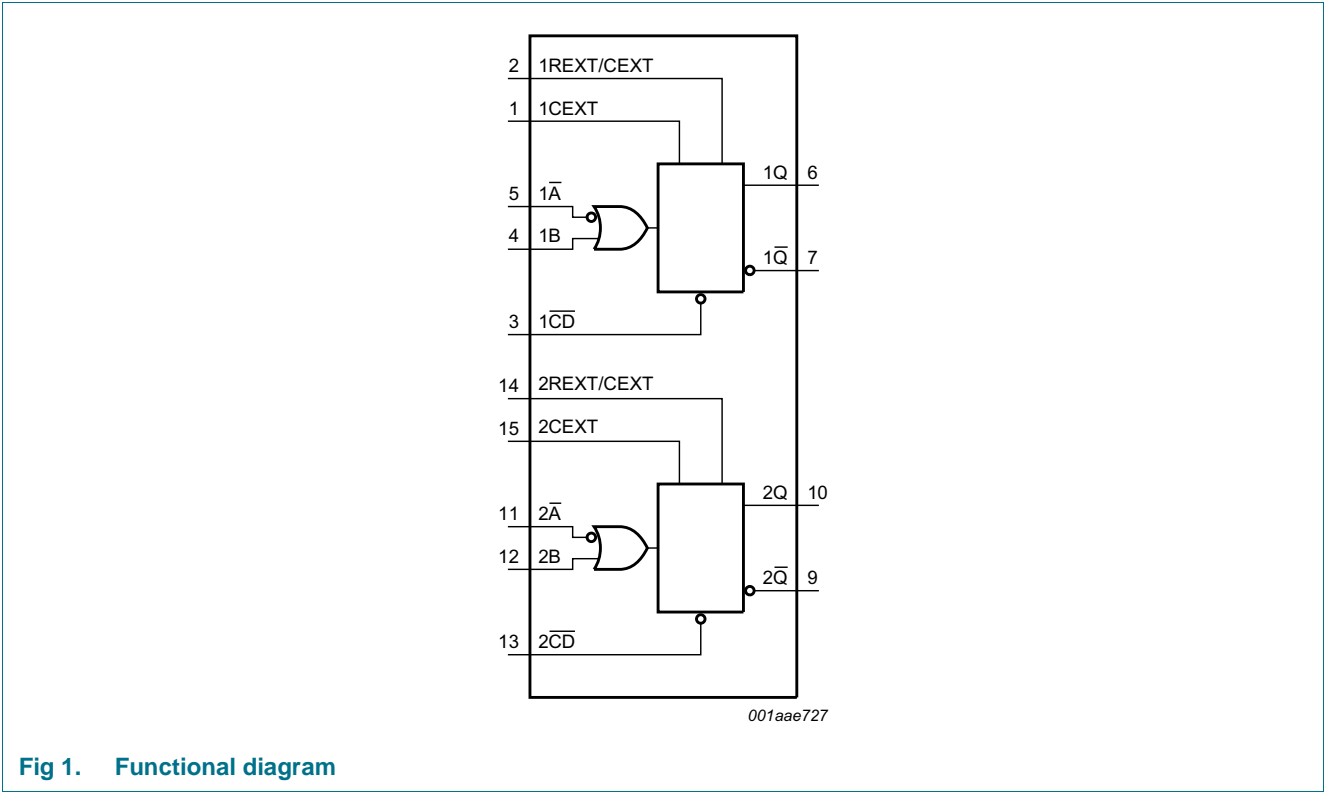 2 1REXT/CEXT
1 1CEXT
1Q 6
5 1A̅
4 1B
1Q̅ 7
3 1C̅D̅
14 2REXT/CEXT
15 2CEXT
2Q 10
11 2A̅
12 2B
2Q̅ 9
13 2C̅D̅
001aae727
Fig 1. Functional diagram